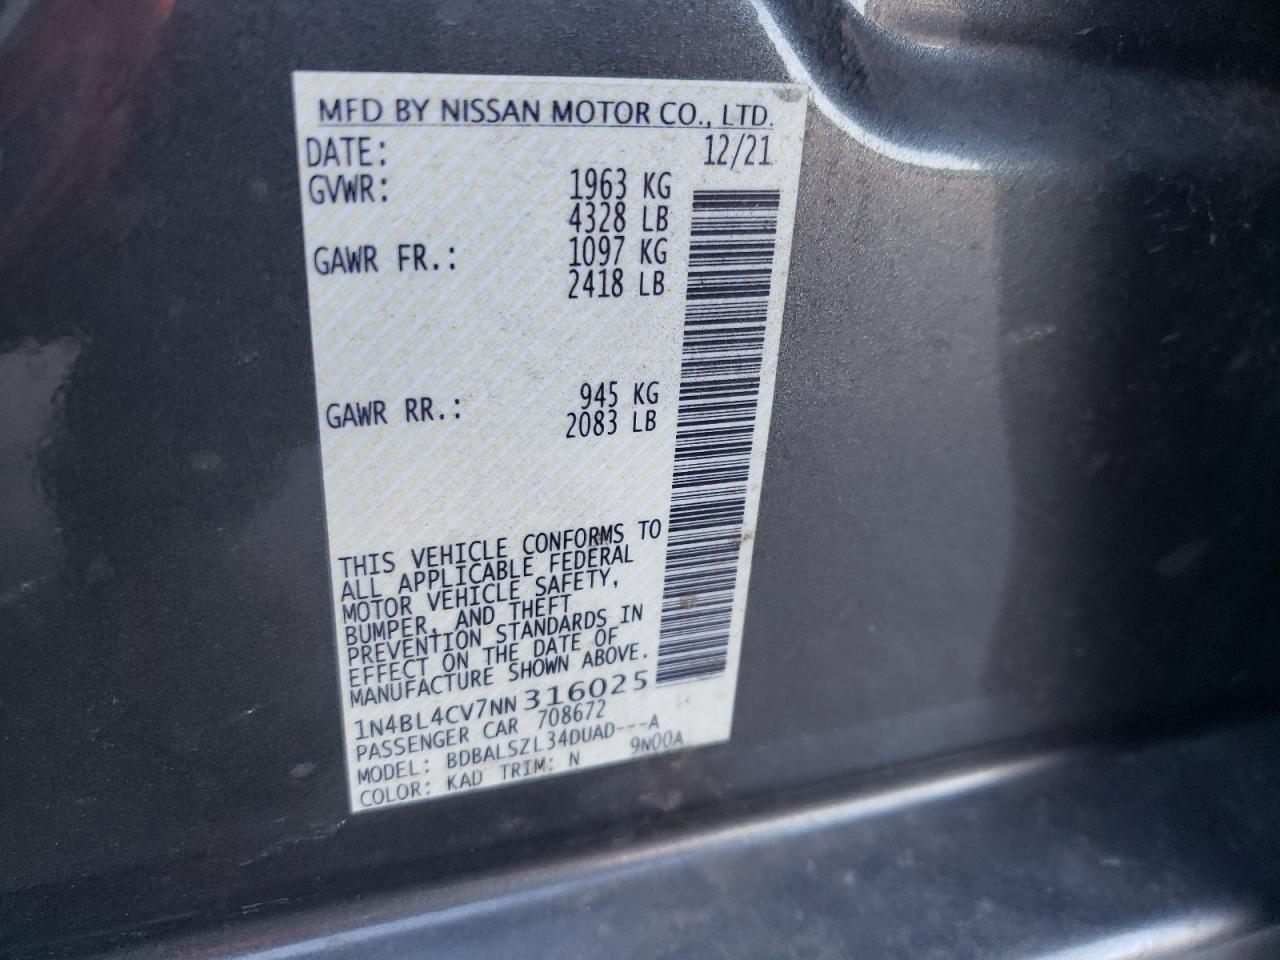 MFD BY NISSAN MOTOR CO., LTD.
DATE: 12/21
GVWR: 1963 KG
4328 LB
GAWR FR.: 1097 KG
2418 LB
GAWR RR.: 945 KG
2083 LB
THIS VEHICLE CONFORMS TO
ALL APPLICABLE FEDERAL
MOTOR VEHICLE SAFETY,
BUMPER, AND THEFT
PREVENTION STANDARDS IN
EFFECT ON THE DATE OF
MANUFACTURE SHOWN ABOVE.
1N4BL4CV7NN316025
PASSENGER CAR 708672
MODEL: BDBALSZL34DUAD---A
COLOR: KAD TRIM: N 9N00A